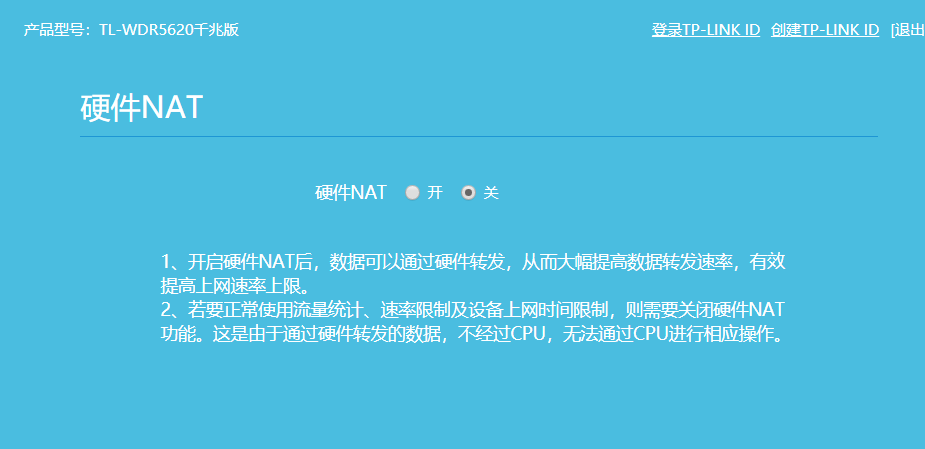 产品型号：TL-WDR5620千兆版 登录TP-LINK ID 创建TP-LINK ID [退出
硬件NAT
硬件NAT 开 关
1、开启硬件NAT后，数据可以通过硬件转发，从而大幅提高数据转发速率，有效
提高上网速率上限。
2、若要正常使用流量统计、速率限制及设备上网时间限制，则需要关闭硬件NAT
功能。这是由于通过硬件转发的数据，不经过CPU，无法通过CPU进行相应操作。